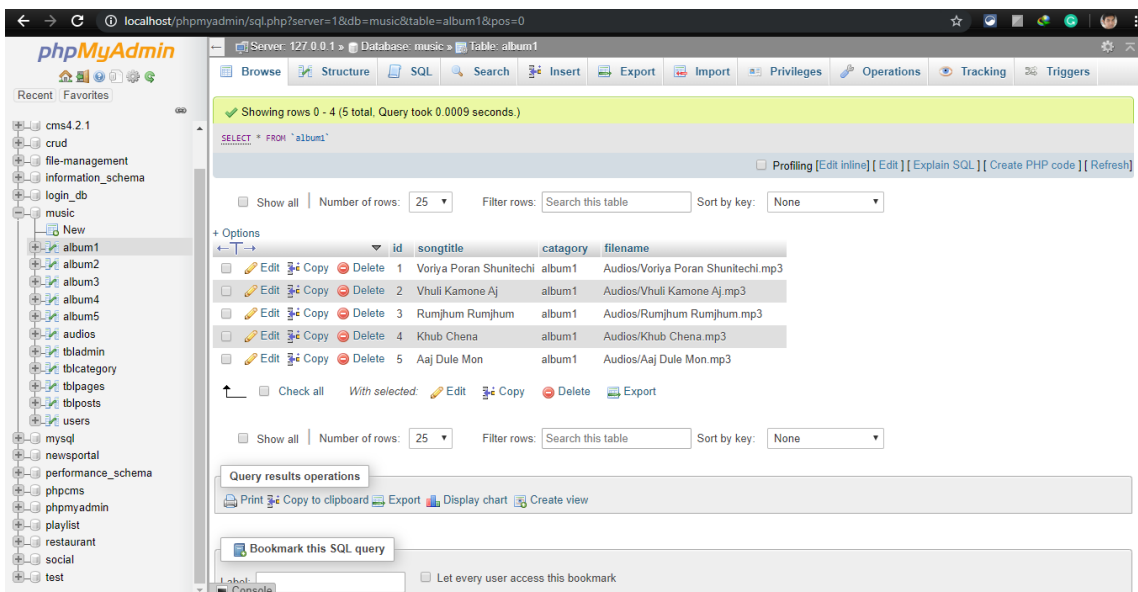 localhost/phpmyadmin/sql.php?server=1&db=music&table=album1&pos=0
phpMyAdmin
Recent Favorites
cms4.2.1
crud
file-management
information_schema
login_db
music
New
album1
album2
album3
album4
album5
audios
tbladmin
tblcategory
tblpages
tblposts
users
mysql
newsportal
performance_schema
phpcms
phpmyadmin
playlist
restaurant
social
test
Server: 127.0.0.1 » Database: music » Table: album1
Browse Structure SQL Search Insert Export Import Privileges Operations Tracking Triggers
Showing rows 0 - 4 (5 total, Query took 0.0009 seconds.)
SELECT * FROM `album1`
Profiling [Edit inline] [ Edit ] [ Explain SQL ] [ Create PHP code ] [ Refresh]
Show all Number of rows: 25 Filter rows: Search this table Sort by key: None
+ Options
←T→ id songtitle catagory filename
Edit Copy Delete 1 Voriya Poran Shunitechi album1 Audios/Voriya Poran Shunitechi.mp3
Edit Copy Delete 2 Vhuli Kamone Aj album1 Audios/Vhuli Kamone Aj.mp3
Edit Copy Delete 3 Rumjhum Rumjhum album1 Audios/Rumjhum Rumjhum.mp3
Edit Copy Delete 4 Khub Chena album1 Audios/Khub Chena.mp3
Edit Copy Delete 5 Aaj Dule Mon album1 Audios/Aaj Dule Mon.mp3
Check all With selected: Edit Copy Delete Export
Show all Number of rows: 25 Filter rows: Search this table Sort by key: None
Query results operations
Print Copy to clipboard Export Display chart Create view
Bookmark this SQL query
Label: Let every user access this bookmark
Console